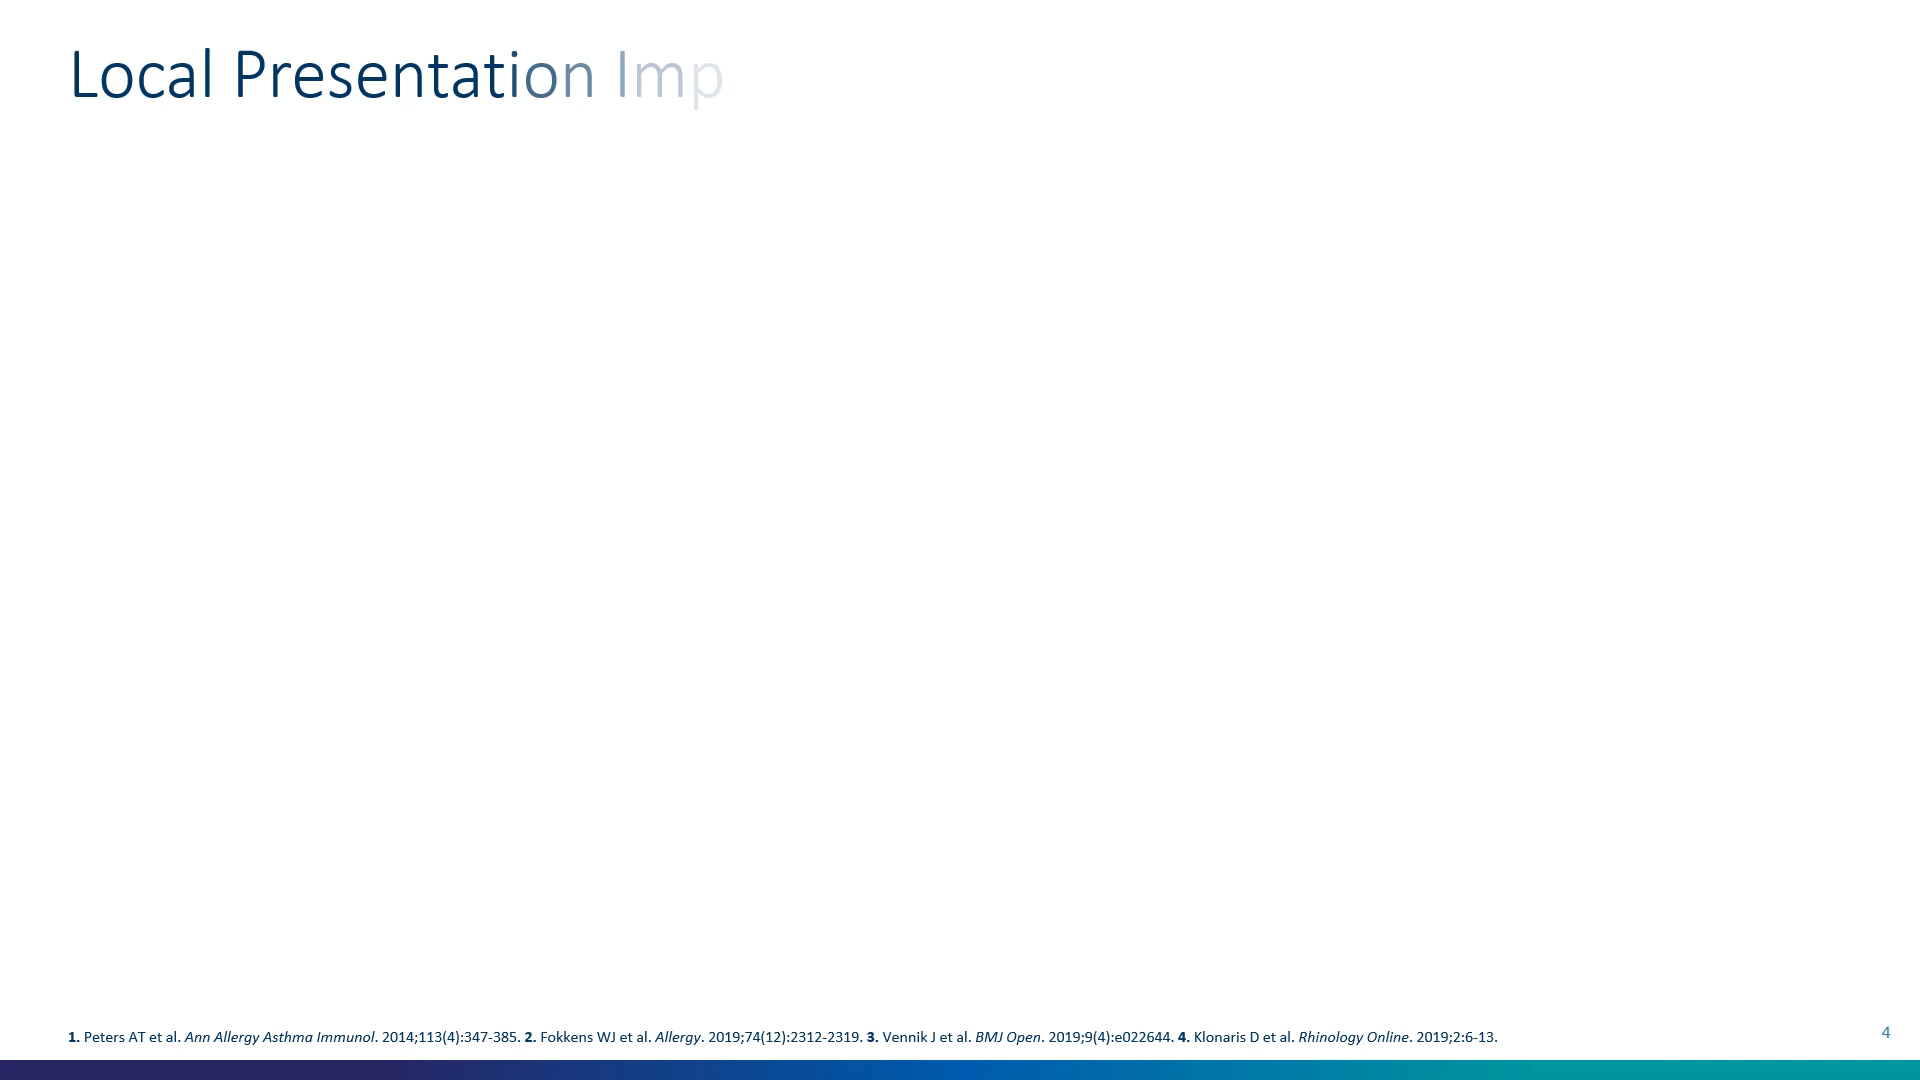 Local Presentation Imp
1. Peters AT et al. Ann Allergy Asthma Immunol. 2014;113(4):347-385. 2. Fokkens WJ et al. Allergy. 2019;74(12):2312-2319. 3. Vennik J et al. BMJ Open. 2019;9(4):e022644. 4. Klonaris D et al. Rhinology Online. 2019;2:6-13.
4